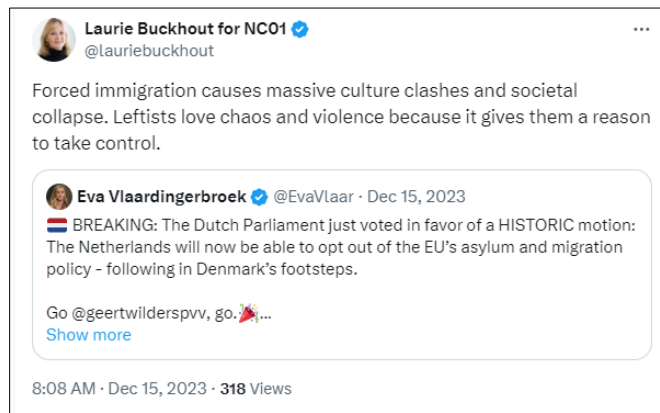 Laurie Buckhout for NC01
@lauriebuckhout
Forced immigration causes massive culture clashes and societal
collapse. Leftists love chaos and violence because it gives them a reason
to take control.
Eva Vlaardingerbroek @EvaVlaar · Dec 15, 2023
BREAKING: The Dutch Parliament just voted in favor of a HISTORIC motion:
The Netherlands will now be able to opt out of the EU's asylum and migration
policy - following in Denmark's footsteps.
Go @geertwilderspvv, go.🎉...
Show more
8:08 AM · Dec 15, 2023 · 318 Views